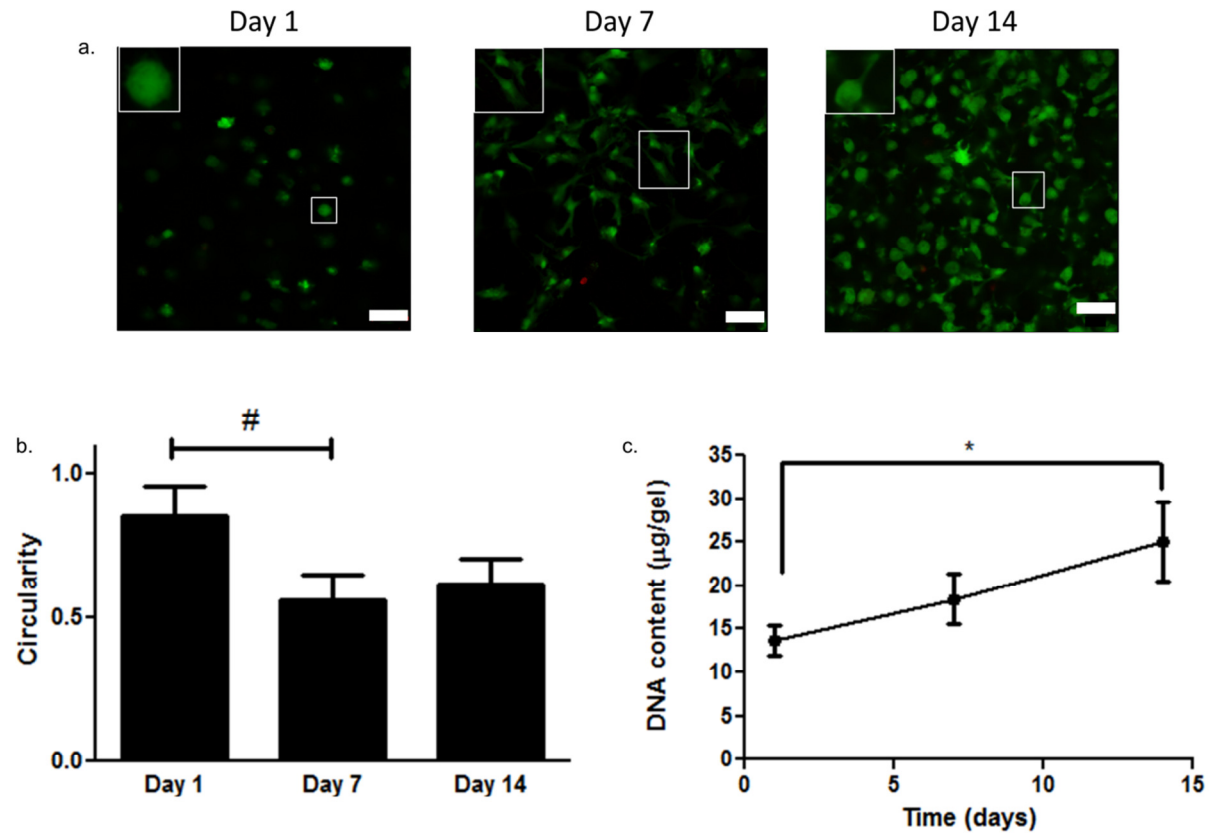 Day 1
Day 7
Day 14
a.
b.
#
Circularity
1.0
0.5
0.0
Day 1
Day 7
Day 14
c.
*
DNA content (µg/gel)
35
30
25
20
15
10
5
0
0
5
10
15
Time (days)